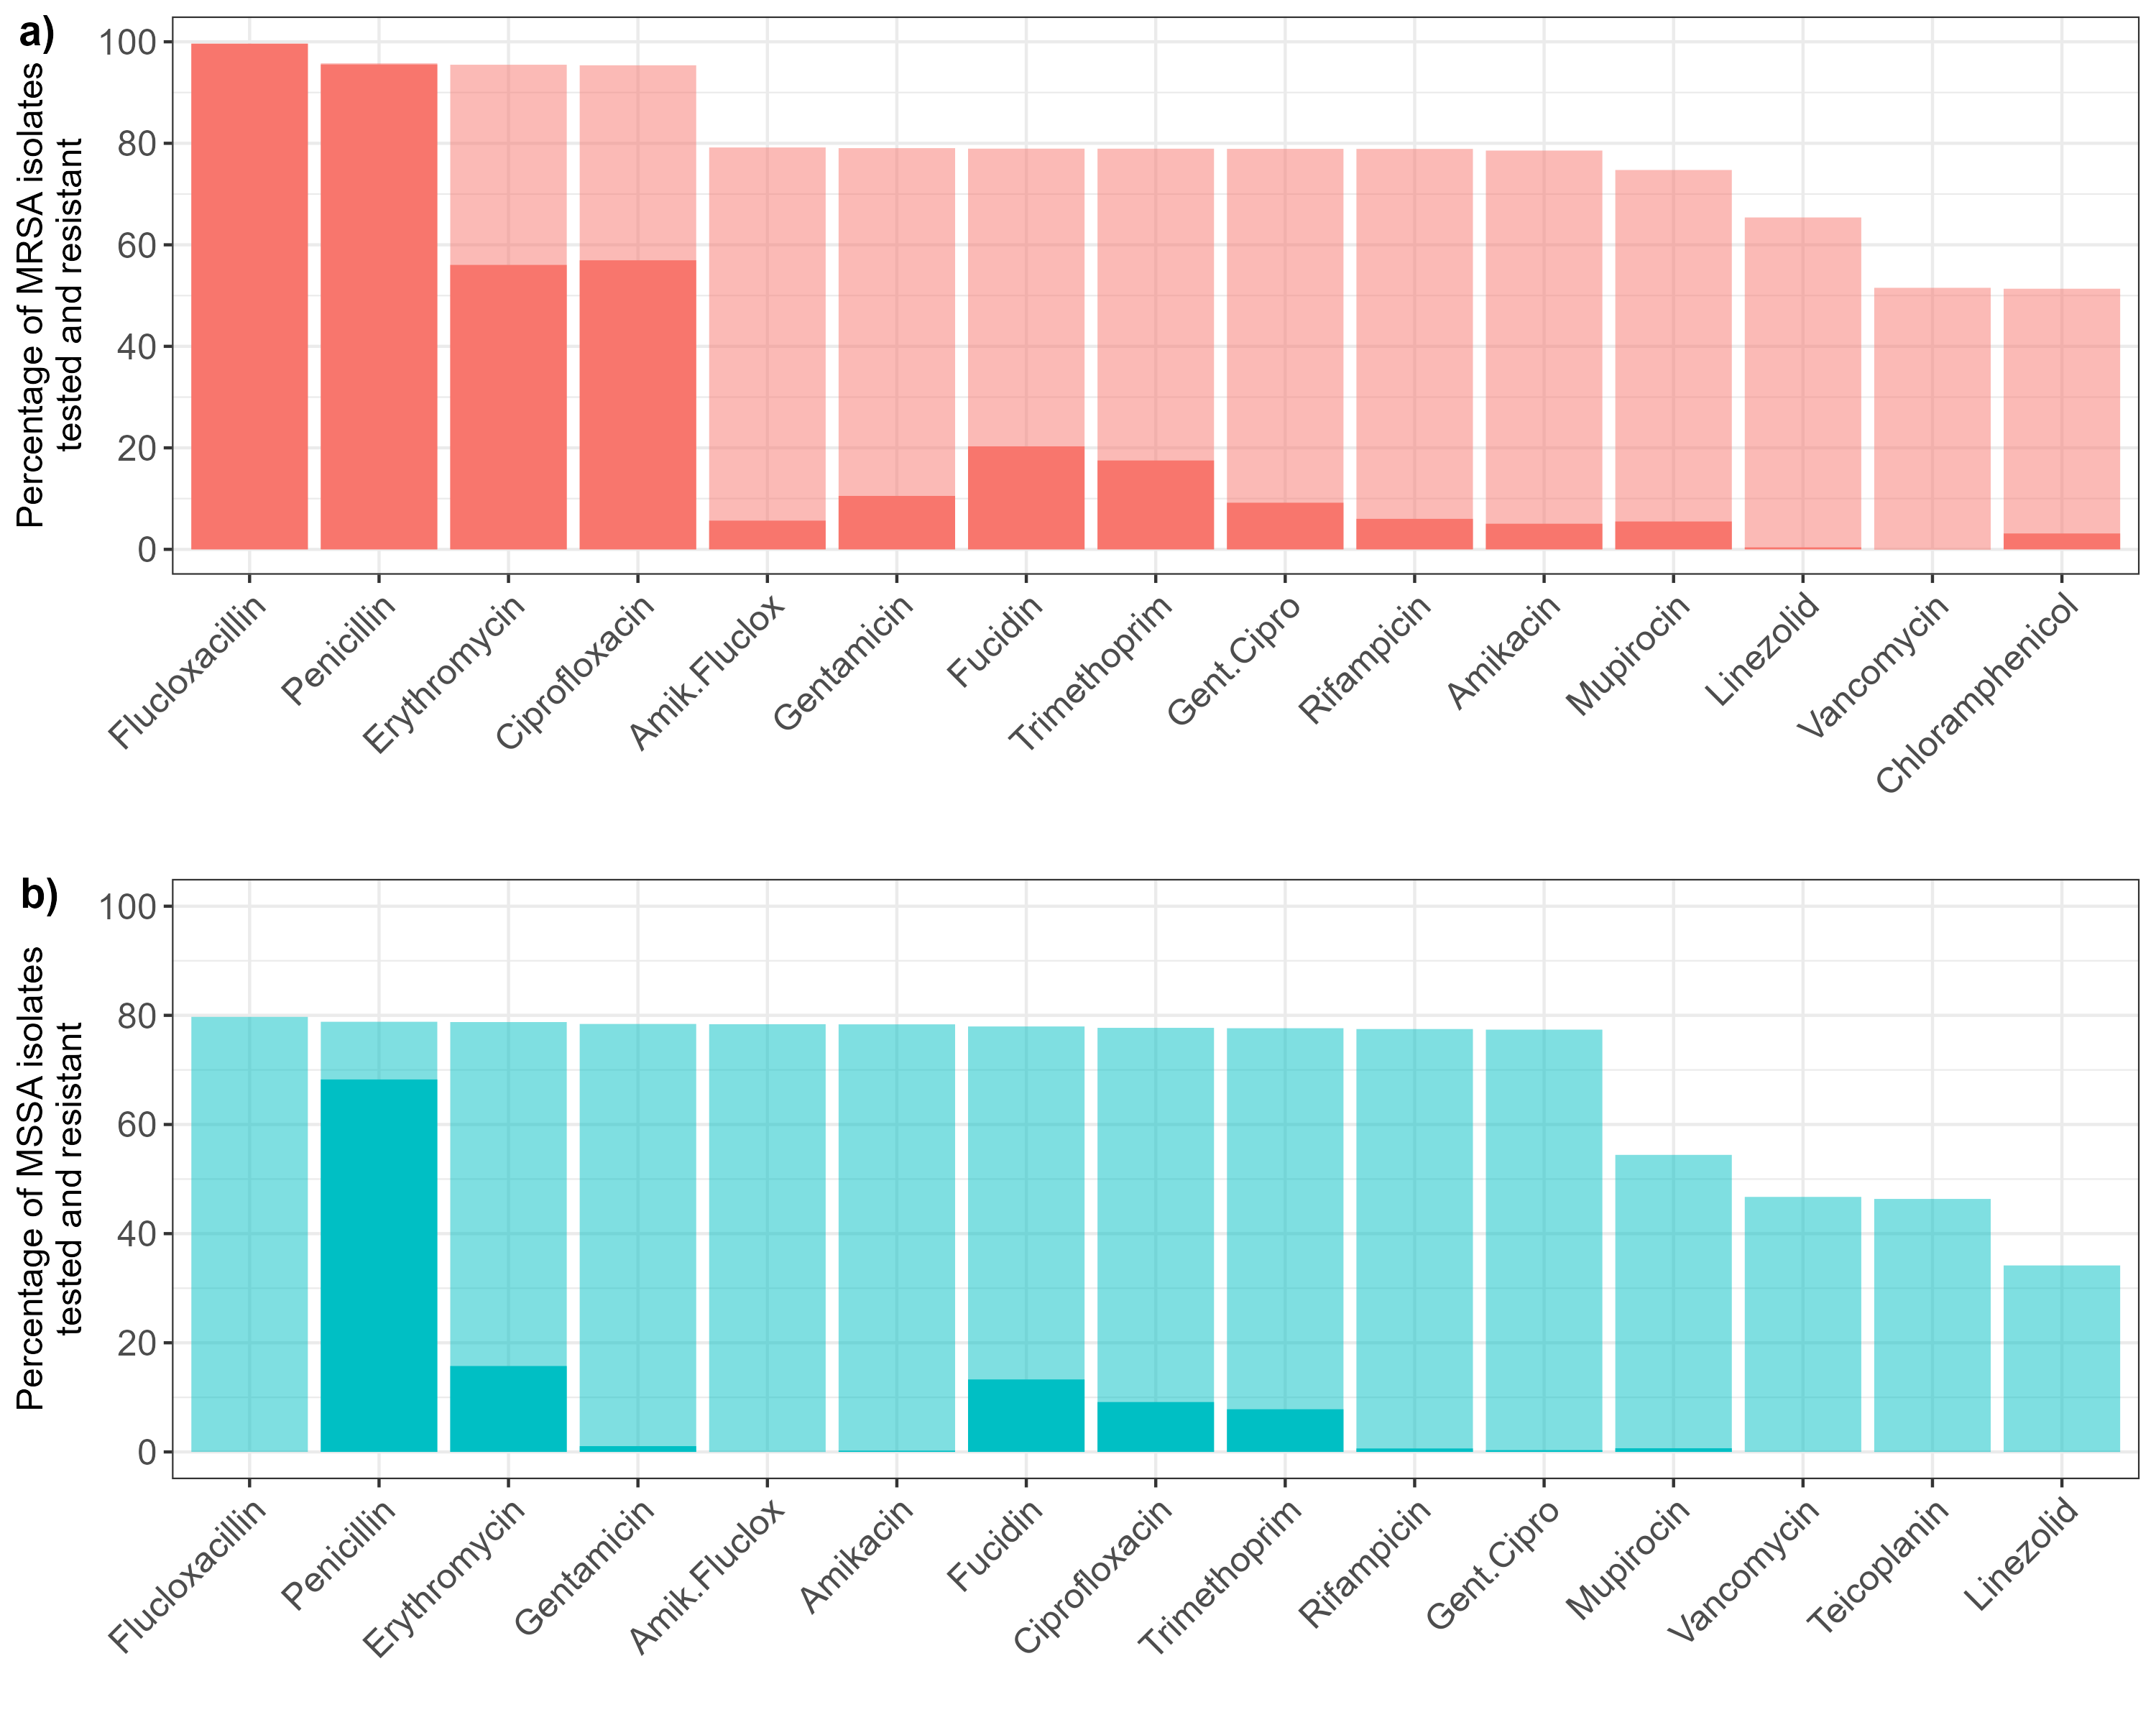 a)
Percentage of MRSA isolates
tested and resistant
100
80
60
40
20
0
Flucloxacillin
Penicillin
Erythromycin
Ciprofloxacin
Amik.Fluclox
Gentamicin
Fucidin
Trimethoprim
Gent.Cipro
Rifampicin
Amikacin
Mupirocin
Linezolid
Vancomycin
Chloramphenicol
b)
Percentage of MSSA isolates
tested and resistant
100
80
60
40
20
0
Flucloxacillin
Penicillin
Erythromycin
Gentamicin
Amik.Fluclox
Amikacin
Fucidin
Ciprofloxacin
Trimethoprim
Rifampicin
Gent.Cipro
Mupirocin
Vancomycin
Teicoplanin
Linezolid